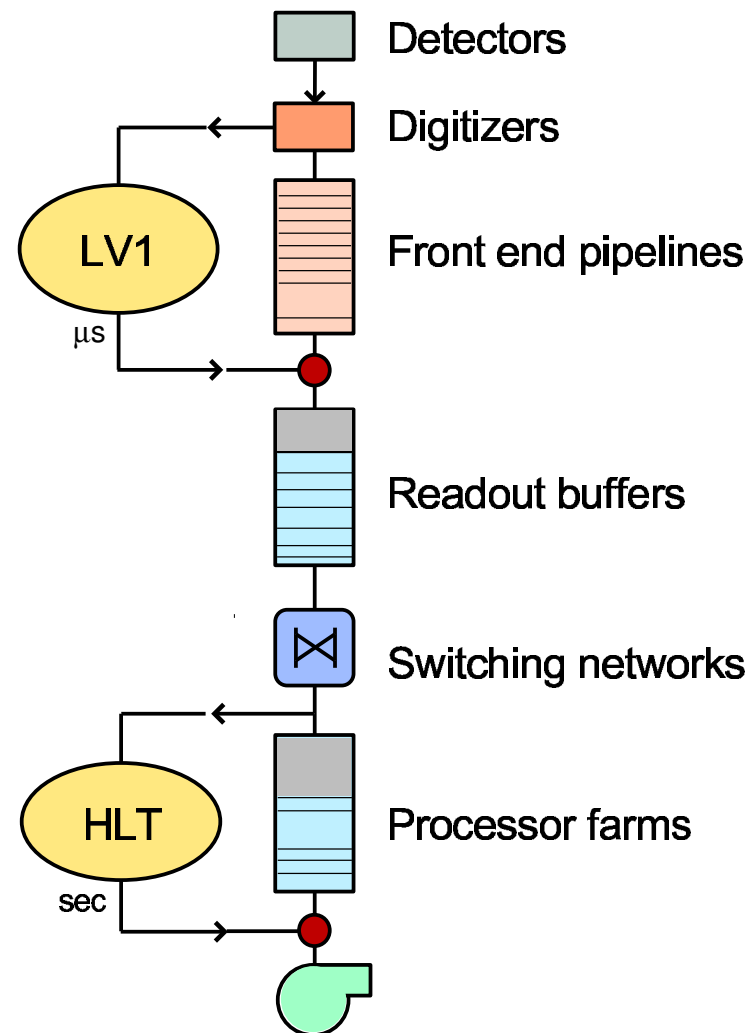 Detectors
Digitizers
LV1
Front end pipelines
μs
Readout buffers
Switching networks
HLT
Processor farms
sec